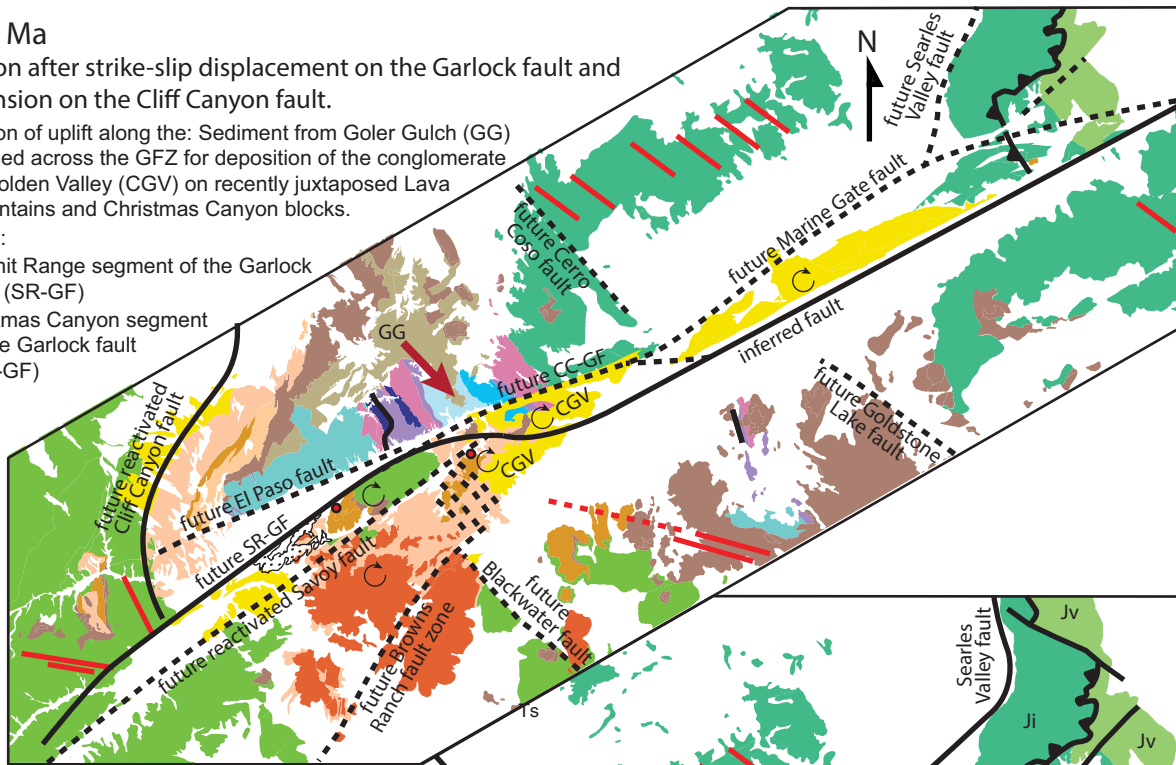 Ma
on after strike-slip displacement on the Garlock fault and
nsion on the Cliff Canyon fault.
on of uplift along the: Sediment from Goler Gulch (GG)
ed across the GFZ for deposition of the conglomerate
olden Valley (CGV) on recently juxtaposed Lava
ntains and Christmas Canyon blocks.
:
mit Range segment of the Garlock
(SR-GF)
tmas Canyon segment
e Garlock fault
-GF)
N
future Searles
Valley fault
future Marine Gate fault
future Cerro
Coso fault
GG
inferred fault
future CC-GF
CGV
CGV
future Goldstone
Lake fault
future reactivated
Cliff Canyon fault
future El Paso fault
future SR-GF
future reactivated Savoy fault
future Browns
Ranch fault zone
future
Blackwater fault
Ts
Searles
Valley fault
Jv
Ji
Jv